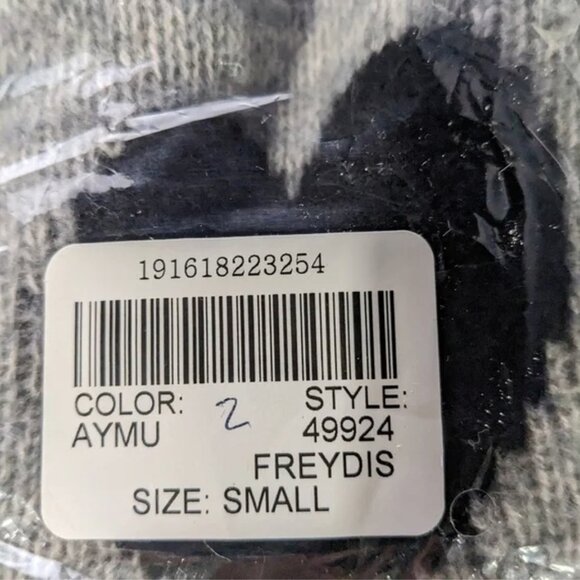 191618223254
COLOR: 2 STYLE:
AYMU 49924
FREYDIS
SIZE: SMALL